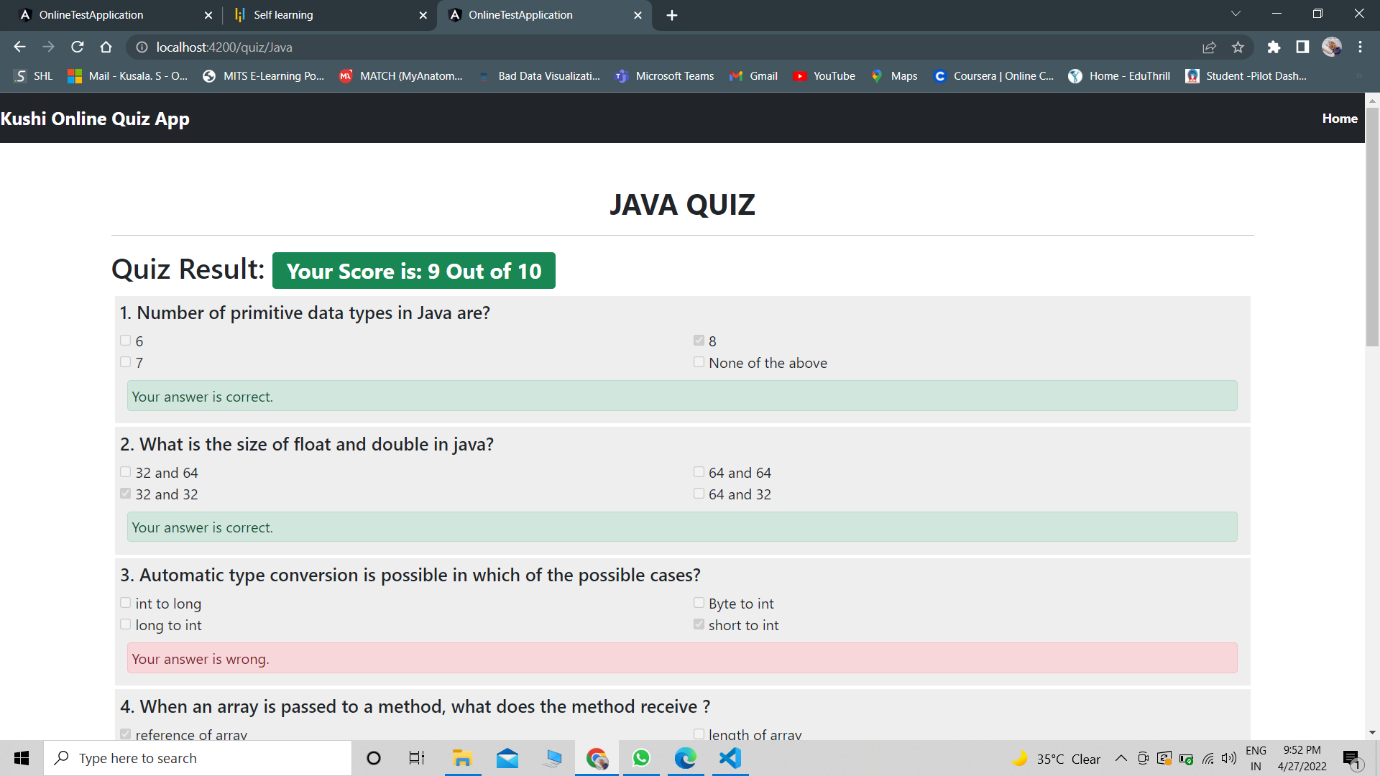 OnlineTestApplication
Self learning
OnlineTestApplication
localhost:4200/quiz/Java
SHL
Mail - Kusala. S - O...
MITS E-Learning Po...
MATCH (MyAnatom...
Bad Data Visualizati...
Microsoft Teams
Gmail
YouTube
Maps
Coursera | Online C...
Home - EduThrill
Student -Pilot Dash...
Kushi Online Quiz App
Home
JAVA QUIZ
Quiz Result: Your Score is: 9 Out of 10
1. Number of primitive data types in Java are?
6
8
7
None of the above
Your answer is correct.
2. What is the size of float and double in java?
32 and 64
64 and 64
32 and 32
64 and 32
Your answer is correct.
3. Automatic type conversion is possible in which of the possible cases?
int to long
Byte to int
long to int
short to int
Your answer is wrong.
4. When an array is passed to a method, what does the method receive ?
reference of array
length of array
Type here to search
35°C Clear
ENG
IN
9:52 PM
4/27/2022
1